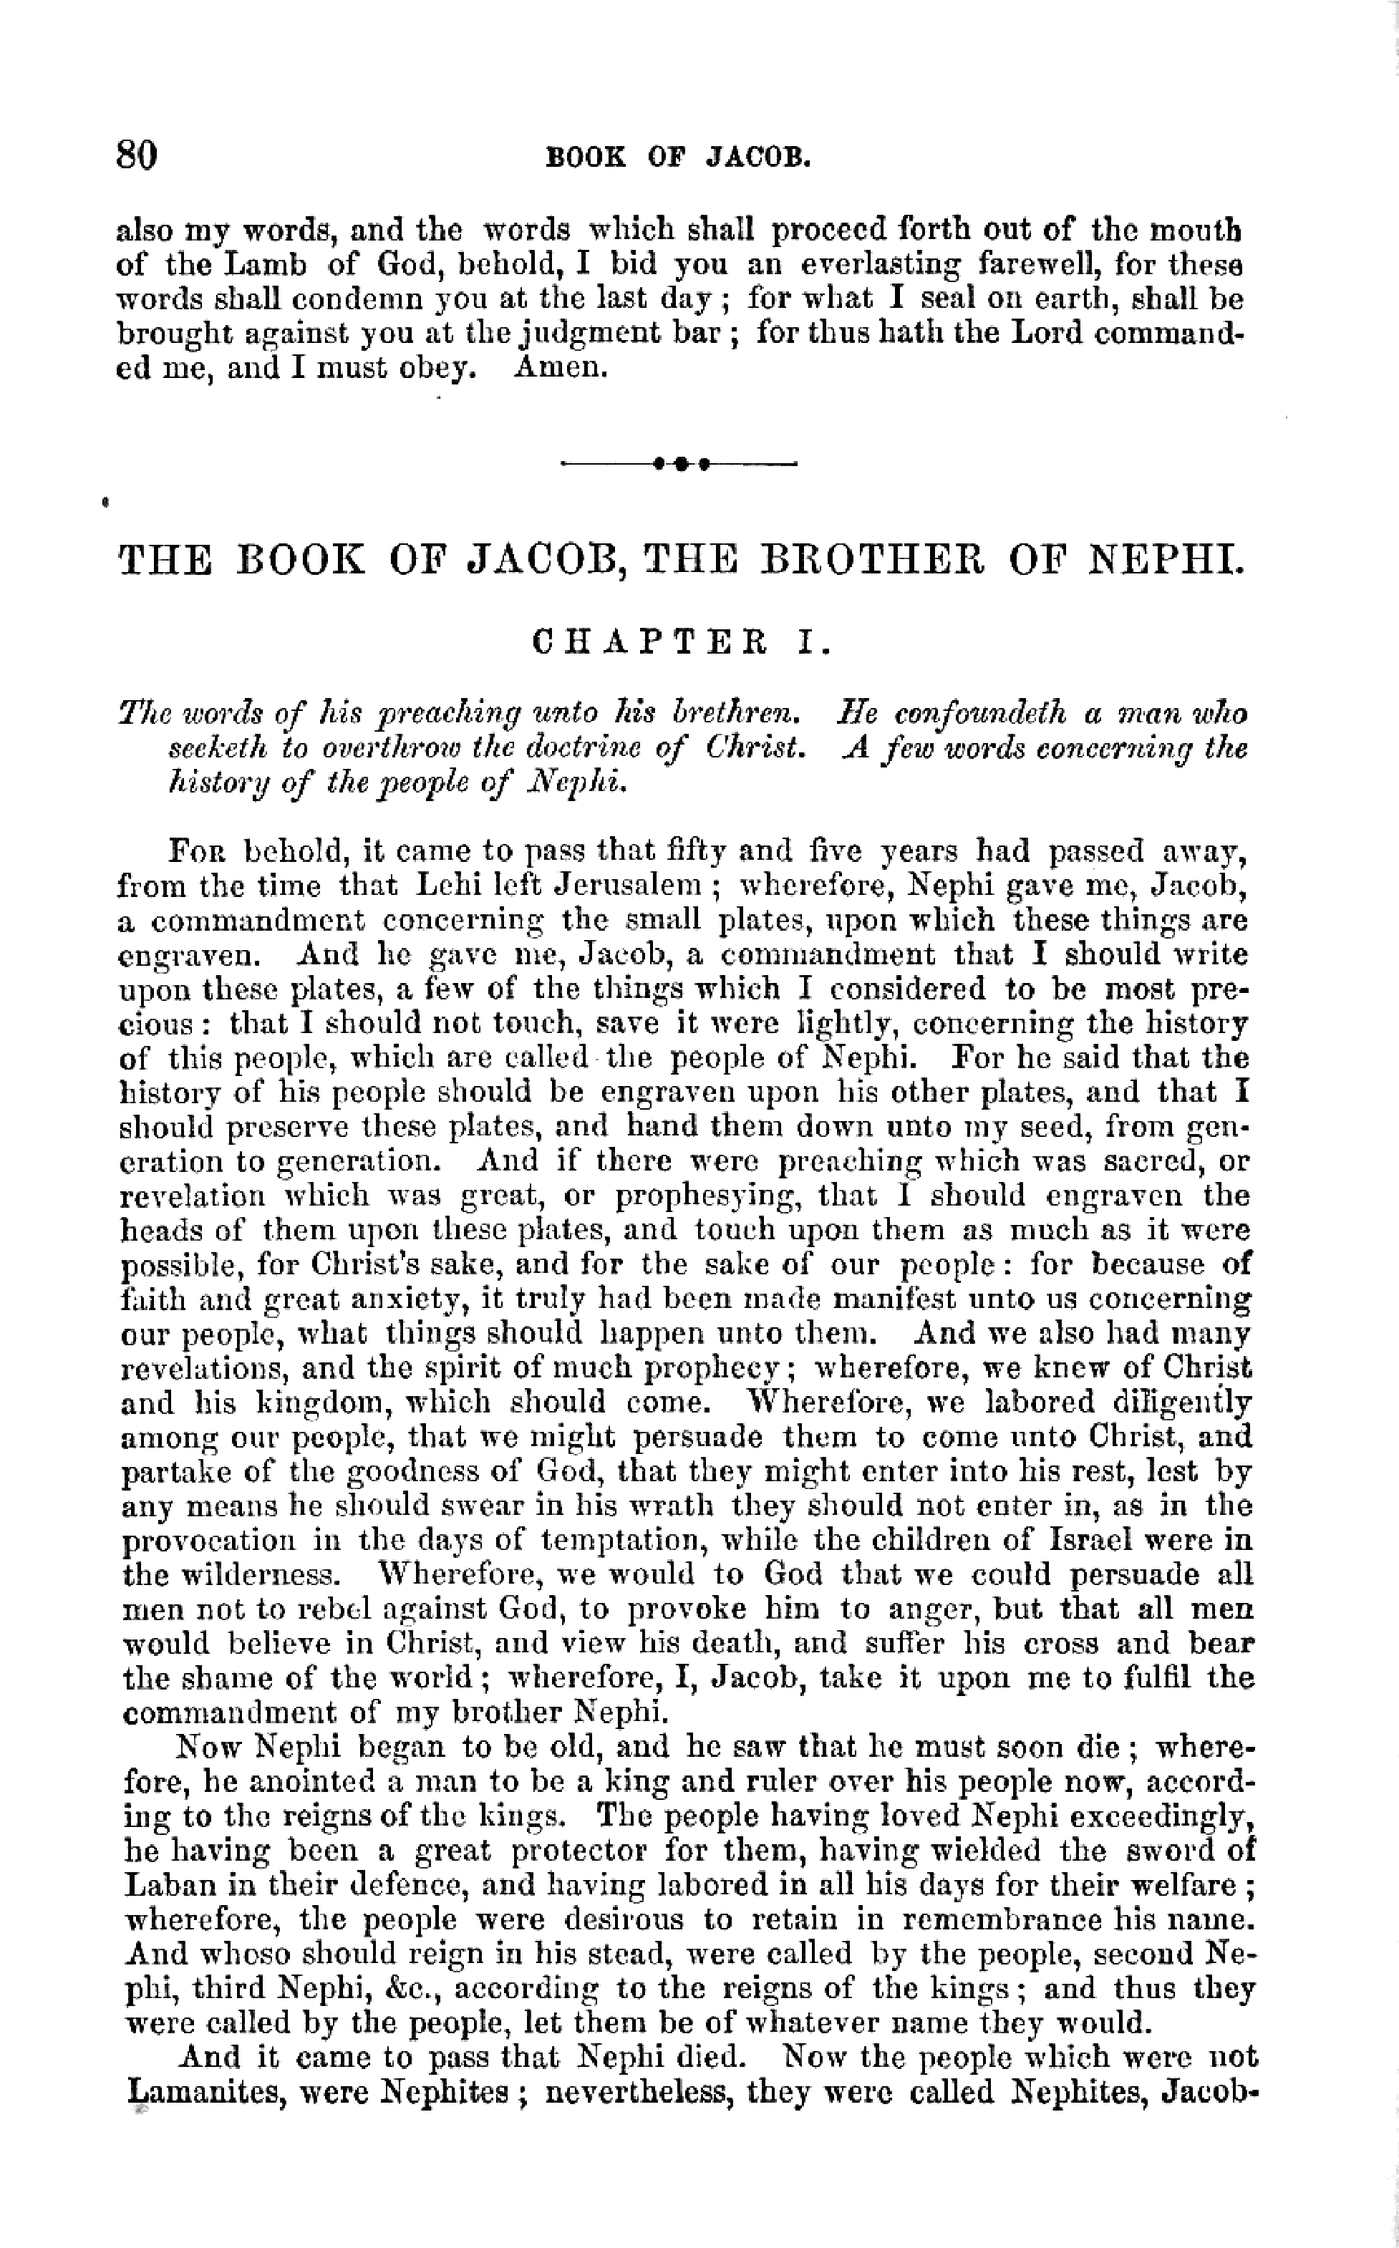 80 BOOK OF JACOB.
also my words, and the words which shall proceed forth out of the mouth
of the Lamb of God, behold, I bid you an everlasting farewell, for these
words shall condemn you at the last day ; for what I seal on earth, shall be
brought against you at the judgment bar ; for thus hath the Lord command-
ed me, and I must obey. Amen.
THE BOOK OF JACOB, THE BROTHER OF NEPHI.
CHAPTER I.
The words of his preaching unto his brethren. He confoundeth a man who
seeketh to overthrow the doctrine of Christ. A few words concerning the
history of the people of Nephi.
FOR behold, it came to pass that fifty and five years had passed away,
from the time that Lehi left Jerusalem ; wherefore, Nephi gave me, Jacob,
a commandment concerning the small plates, upon which these things are
engraven. And he gave me, Jacob, a commandment that I should write
upon these plates, a few of the things which I considered to be most pre-
cious : that I should not touch, save it were lightly, concerning the history
of this people, which are called the people of Nephi. For he said that the
history of his people should be engraven upon his other plates, and that I
should preserve these plates, and hand them down unto my seed, from gen-
eration to generation. And if there were preaching which was sacred, or
revelation which was great, or prophesying, that I should engraven the
heads of them upon these plates, and touch upon them as much as it were
possible, for Christ's sake, and for the sake of our people : for because of
faith and great anxiety, it truly had been made manifest unto us concerning
our people, what things should happen unto them. And we also had many
revelations, and the spirit of much prophecy ; wherefore, we knew of Christ
and his kingdom, which should come. Wherefore, we labored diligently
among our people, that we might persuade them to come unto Christ, and
partake of the goodness of God, that they might enter into his rest, lest by
any means he should swear in his wrath they should not enter in, as in the
provocation in the days of temptation, while the children of Israel were in
the wilderness. Wherefore, we would to God that we could persuade all
men not to rebel against God, to provoke him to anger, but that all men
would believe in Christ, and view his death, and suffer his cross and bear
the shame of the world ; wherefore, I, Jacob, take it upon me to fulfil the
commandment of my brother Nephi.
Now Nephi began to be old, and he saw that he must soon die ; where-
fore, he anointed a man to be a king and ruler over his people now, accord-
ing to the reigns of the kings. The people having loved Nephi exceedingly,
he having been a great protector for them, having wielded the sword of
Laban in their defence, and having labored in all his days for their welfare ;
wherefore, the people were desirous to retain in remembrance his name.
And whoso should reign in his stead, were called by the people, second Ne-
phi, third Nephi, &c., according to the reigns of the kings ; and thus they
were called by the people, let them be of whatever name they would.
And it came to pass that Nephi died. Now the people which were not
Lamanites, were Nephites ; nevertheless, they were called Nephites, Jacob-